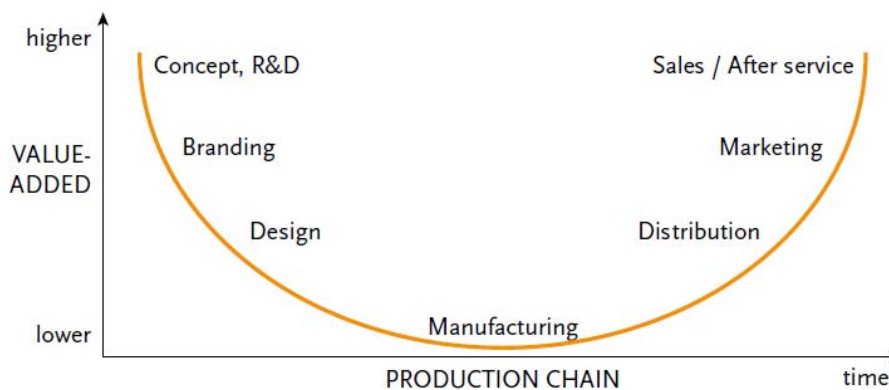 higher
Concept, R&D
Sales / After service
Branding
Marketing
VALUE-
ADDED
Design
Distribution
lower
Manufacturing
PRODUCTION CHAIN
time